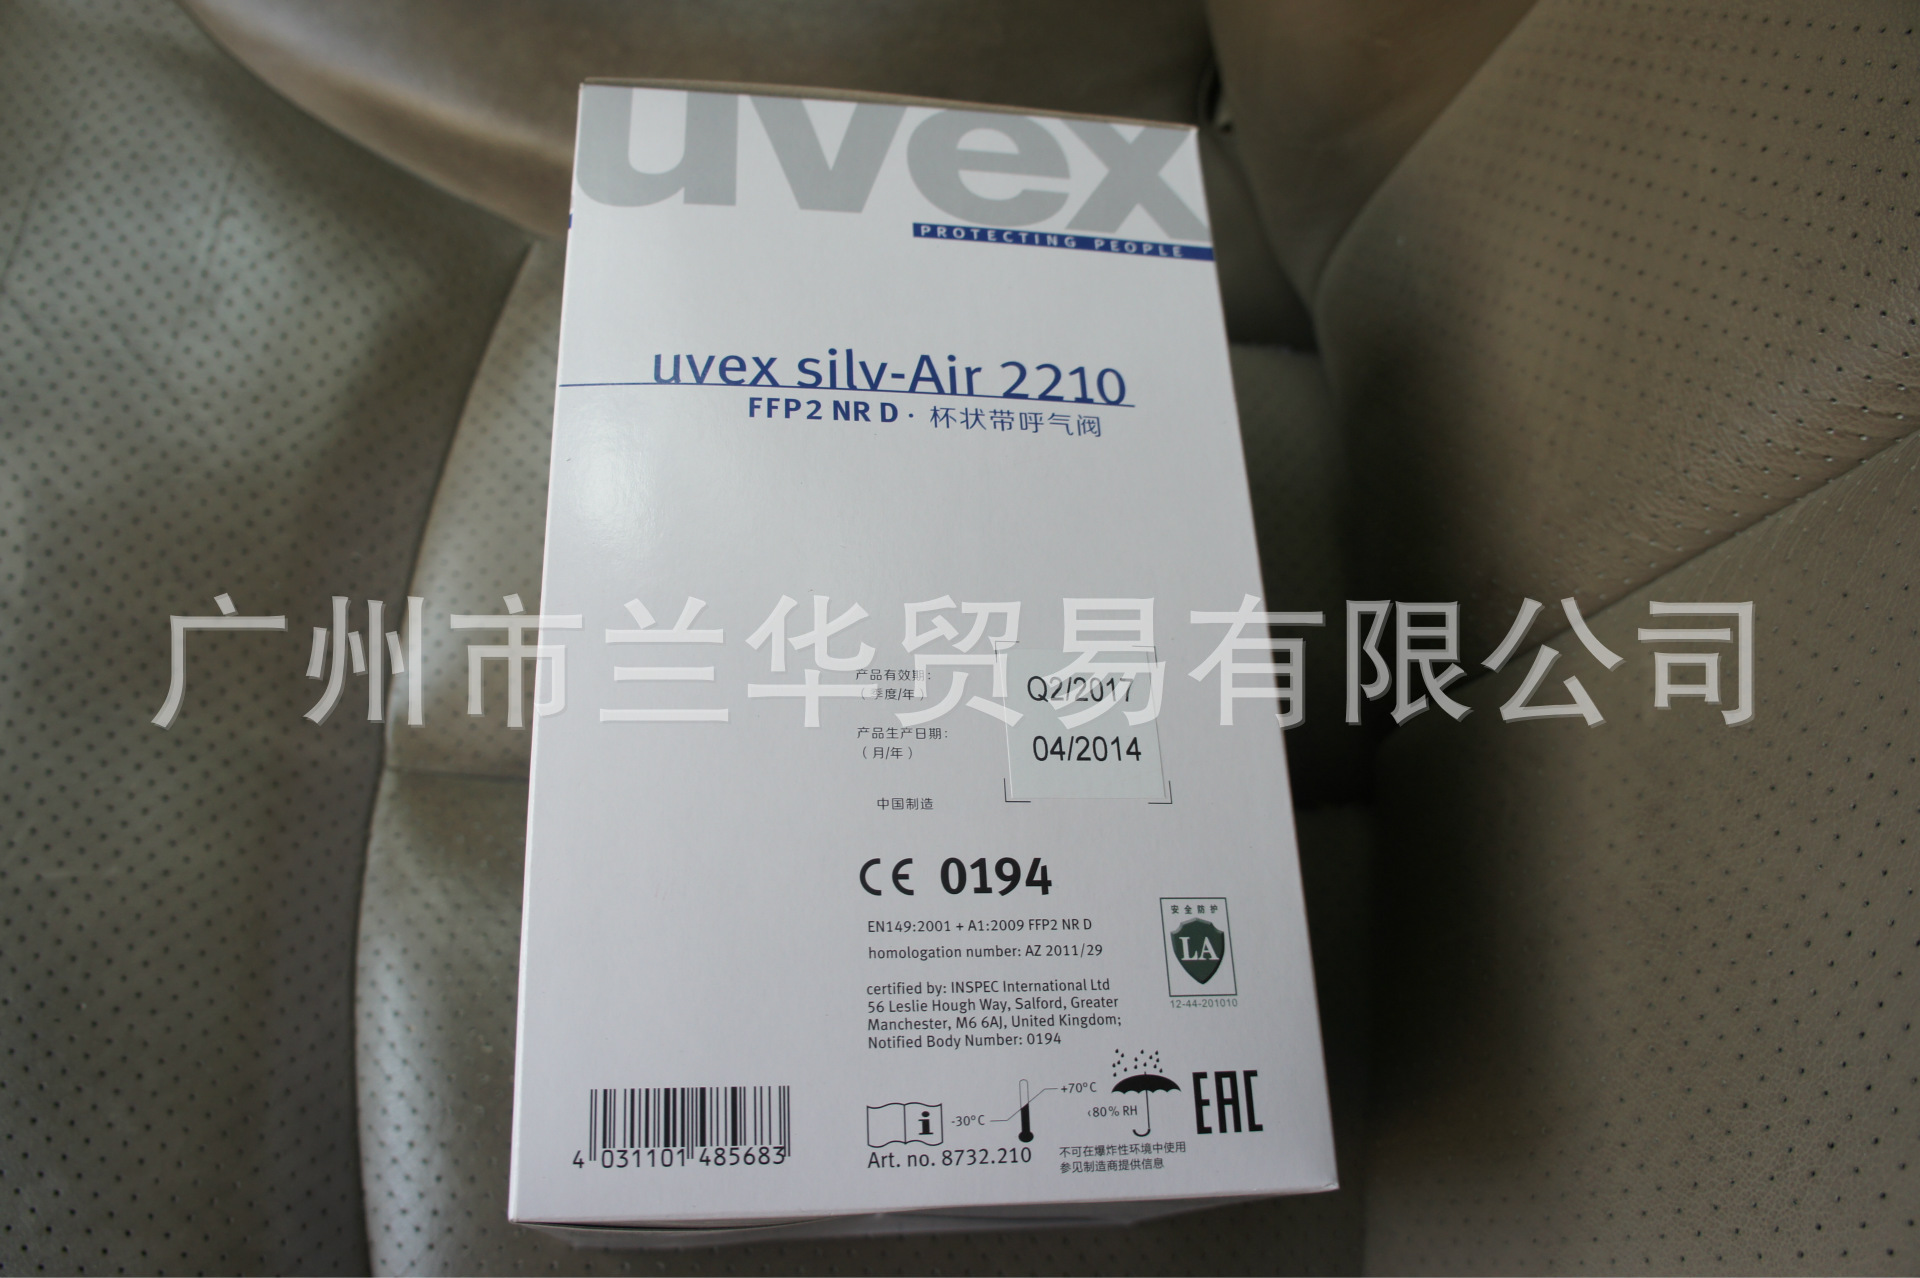 uvex
PROTECTING PEOPLE
uvex silv-Air 2210
FFP2 NR D · 杯状带呼气阀
广州市兰华贸易有限公司
产品有效期:
(季度/年)
Q2/2017
产品生产日期:
(月/年)
04/2014
中国制造
CE 0194
EN149:2001 + A1:2009 FFP2 NR D
homologation number: AZ 2011/29
certified by: INSPEC International Ltd
56 Leslie Hough Way, Salford, Greater
Manchester, M6 6AJ, United Kingdom;
Notified Body Number: 0194
安全防护
LA
12-44-201010
4 031101 485683
i
-30°C
+70°C
<80% RH
EAC
Art. no. 8732.210
不可在爆炸性环境中使用
参见制造商提供信息